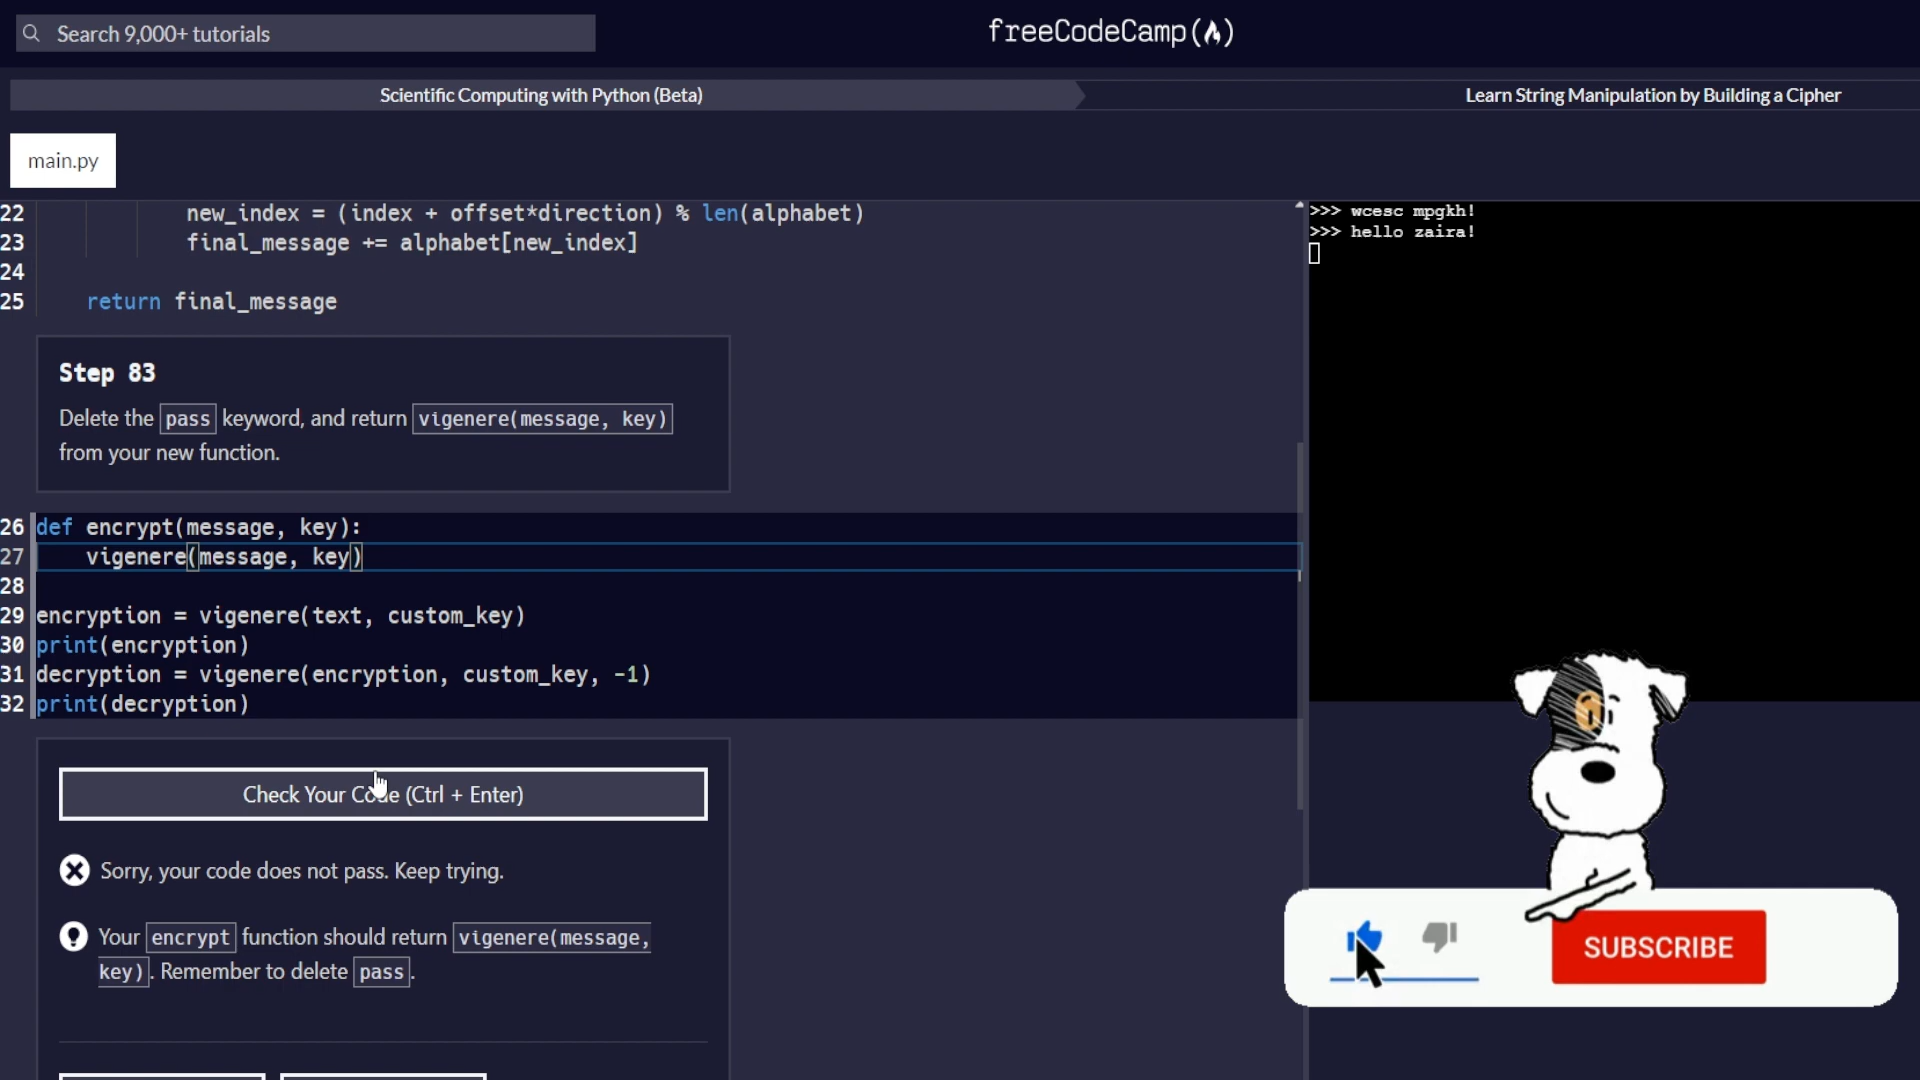 Search 9,000+ tutorials
freeCodeCamp(🔥)
Scientific Computing with Python (Beta)
Learn String Manipulation by Building a Cipher
main.py
22 new_index = (index + offset*direction) % len(alphabet)
23 final_message += alphabet[new_index]
24
25 return final_message
>>> wcesc mpgkh!
>>> hello zaira!
Step 83
Delete the pass keyword, and return vigenere(message, key)
from your new function.
26 def encrypt(message, key):
27 vigenere(message, key)
28
29 encryption = vigenere(text, custom_key)
30 print(encryption)
31 decryption = vigenere(encryption, custom_key, -1)
32 print(decryption)
Check Your Code (Ctrl + Enter)
Sorry, your code does not pass. Keep trying.
Your encrypt function should return vigenere(message,
key). Remember to delete pass.
SUBSCRIBE